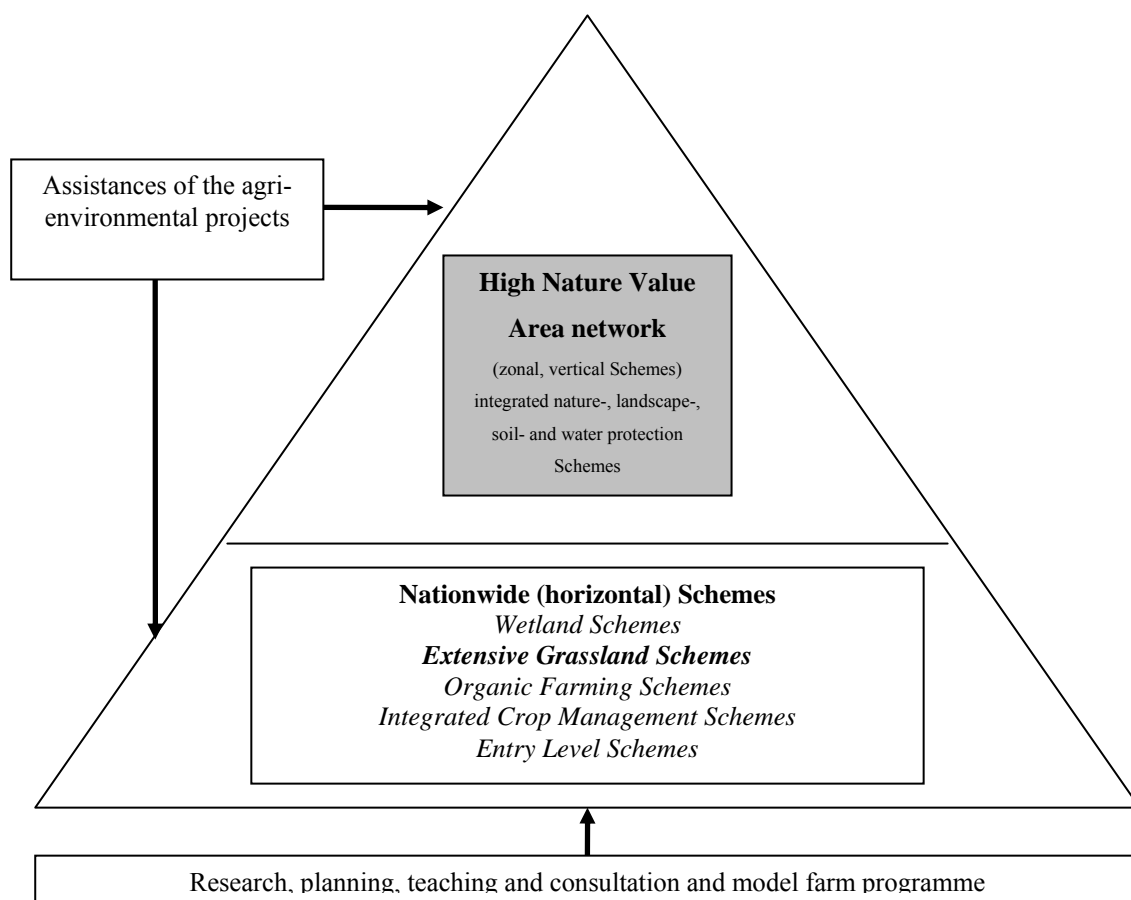 Assistances of the agri-
environmental projects
High Nature Value
Area network
(zonal, vertical Schemes)
integrated nature-, landscape-,
soil- and water protection
Schemes
Nationwide (horizontal) Schemes
Wetland Schemes
Extensive Grassland Schemes
Organic Farming Schemes
Integrated Crop Management Schemes
Entry Level Schemes
Research, planning, teaching and consultation and model farm programme